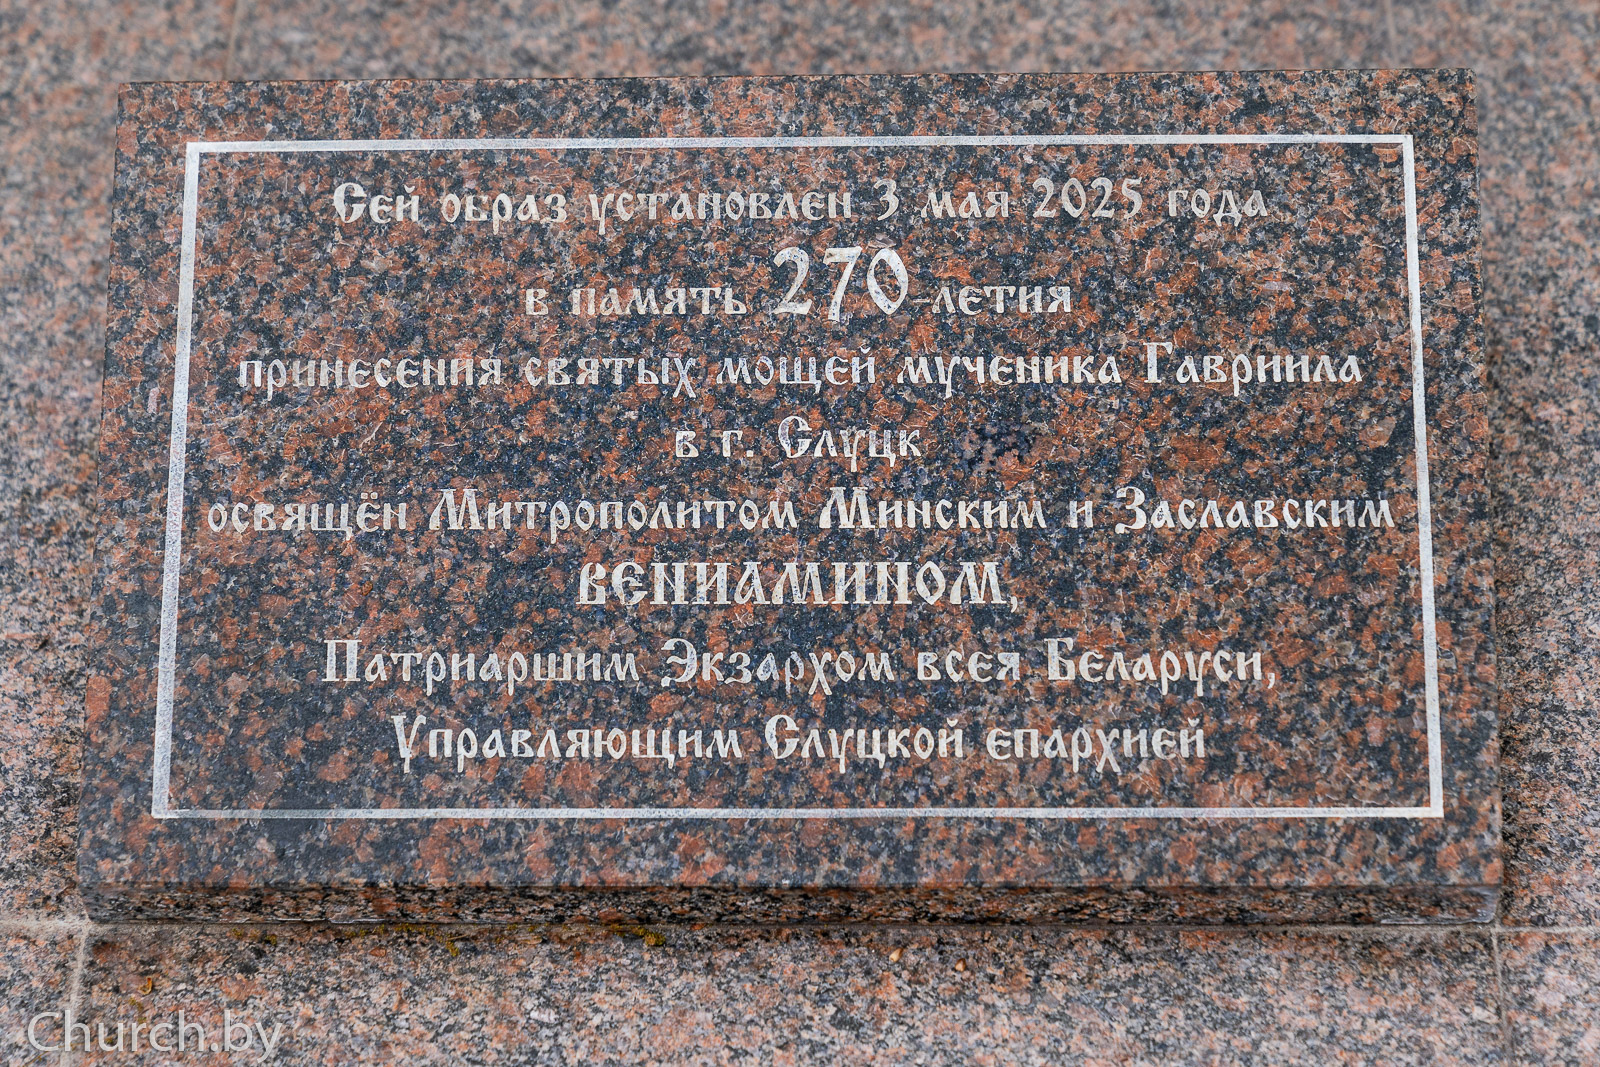 Сей образ установлен 3 мая 2025 года
в память 270-летия
принесения святых мощей мученика Гавриила
в г. Слуцк
освящён Митрополитом Минским и Заславским
ВЕНИАМИНОМ,
Патриаршим Экзархом всея Беларуси,
Управляющим Слуцкой епархией
Church.by